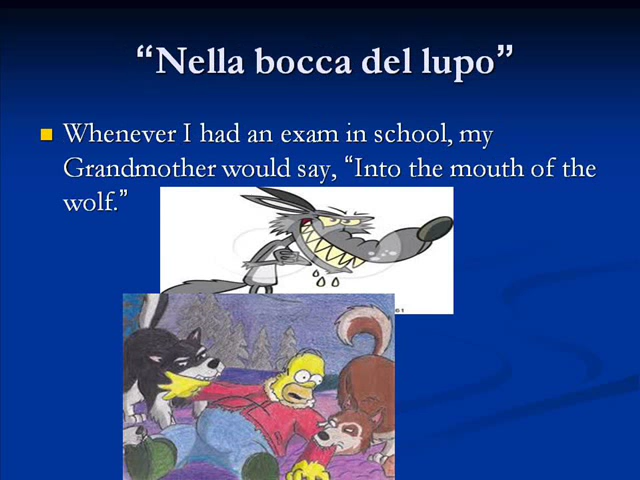 “Nella bocca del lupo”
Whenever I had an exam in school, my
Grandmother would say, “Into the mouth of the
wolf.”